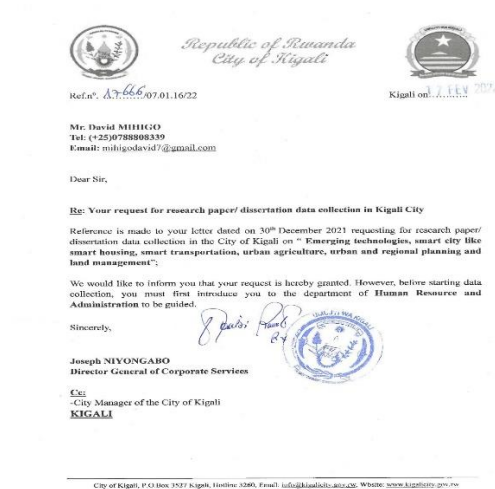 Republic of Rwanda
City of Kigali
Ref.nº. 17666/07.01.16/22
Kigali on: 17 FEV 202
Mr. David MIHIGO
Tel: (+25)0788808339
Email: mihigodavid7@gmail.com
Dear Sir,
Re: Your request for research paper/ dissertation data collection in Kigali City
Reference is made to your letter dated on 30th December 2021 requesting for research paper/
dissertation data collection in the City of Kigali on “ Emerging technologies, smart city like
smart housing, smart transportation, urban agriculture, urban and regional planning and
land management”;
We would like to inform you that your request is hereby granted. However, before starting data
collection, you must first introduce you to the department of Human Resource and
Administration to be guided.
Sincerely,
Joseph NIYONGABO
Director General of Corporate Services
Cc:
-City Manager of the City of Kigali
KIGALI
City of Kigali, P.O.Box 3527 Kigali, Hotline 3260, Email: info@kigalicity.gov.rw, Wbsite: www.kigalicity.gov.rw